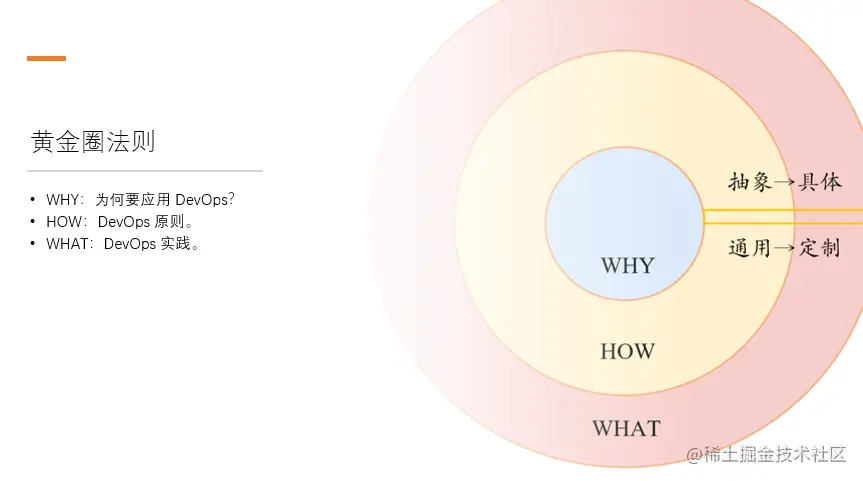 黄金圈法则
• WHY：为何要应用 DevOps？
• HOW：DevOps 原则。
• WHAT：DevOps 实践。
抽象→具体
通用→定制
WHY
HOW
WHAT
@稀土掘金技术社区